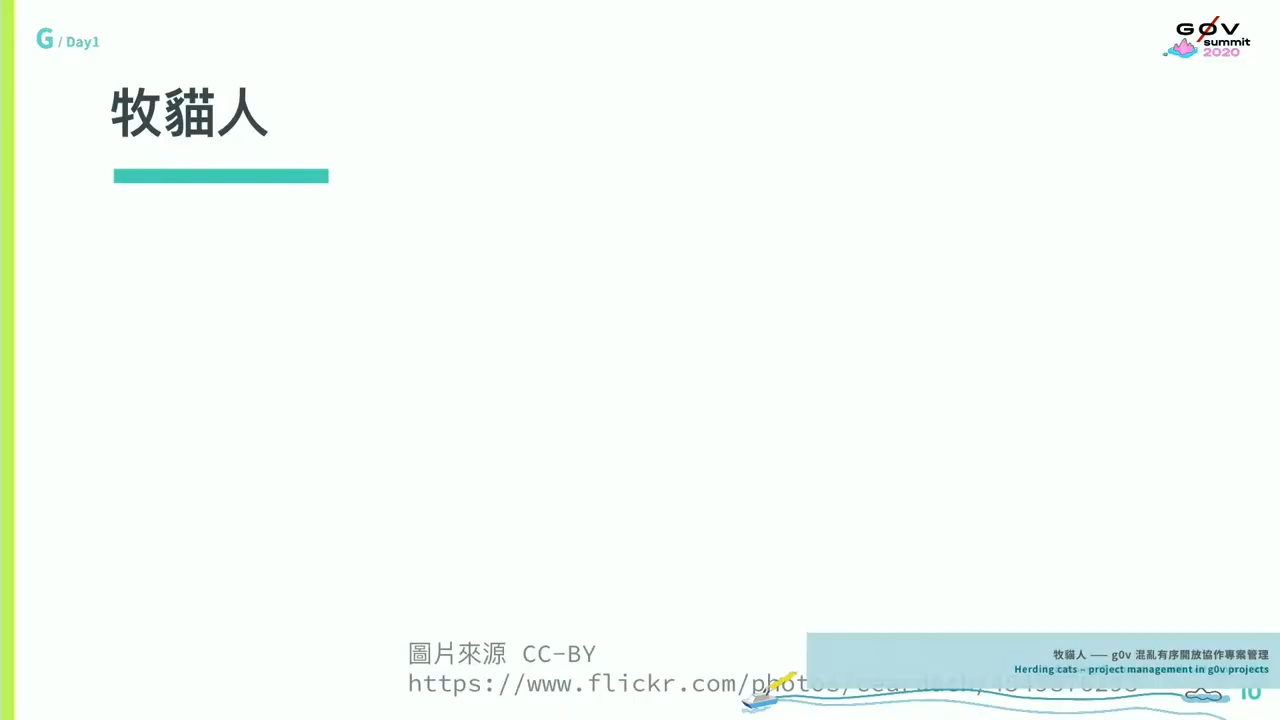 G / Day1
g0v
summit
2020
牧貓人
圖片來源 CC-BY
https://www.flickr.com/photos/
牧貓人 —— g0v 混亂有序開放協作專案管理
Herding cats – project management in g0v projects
10